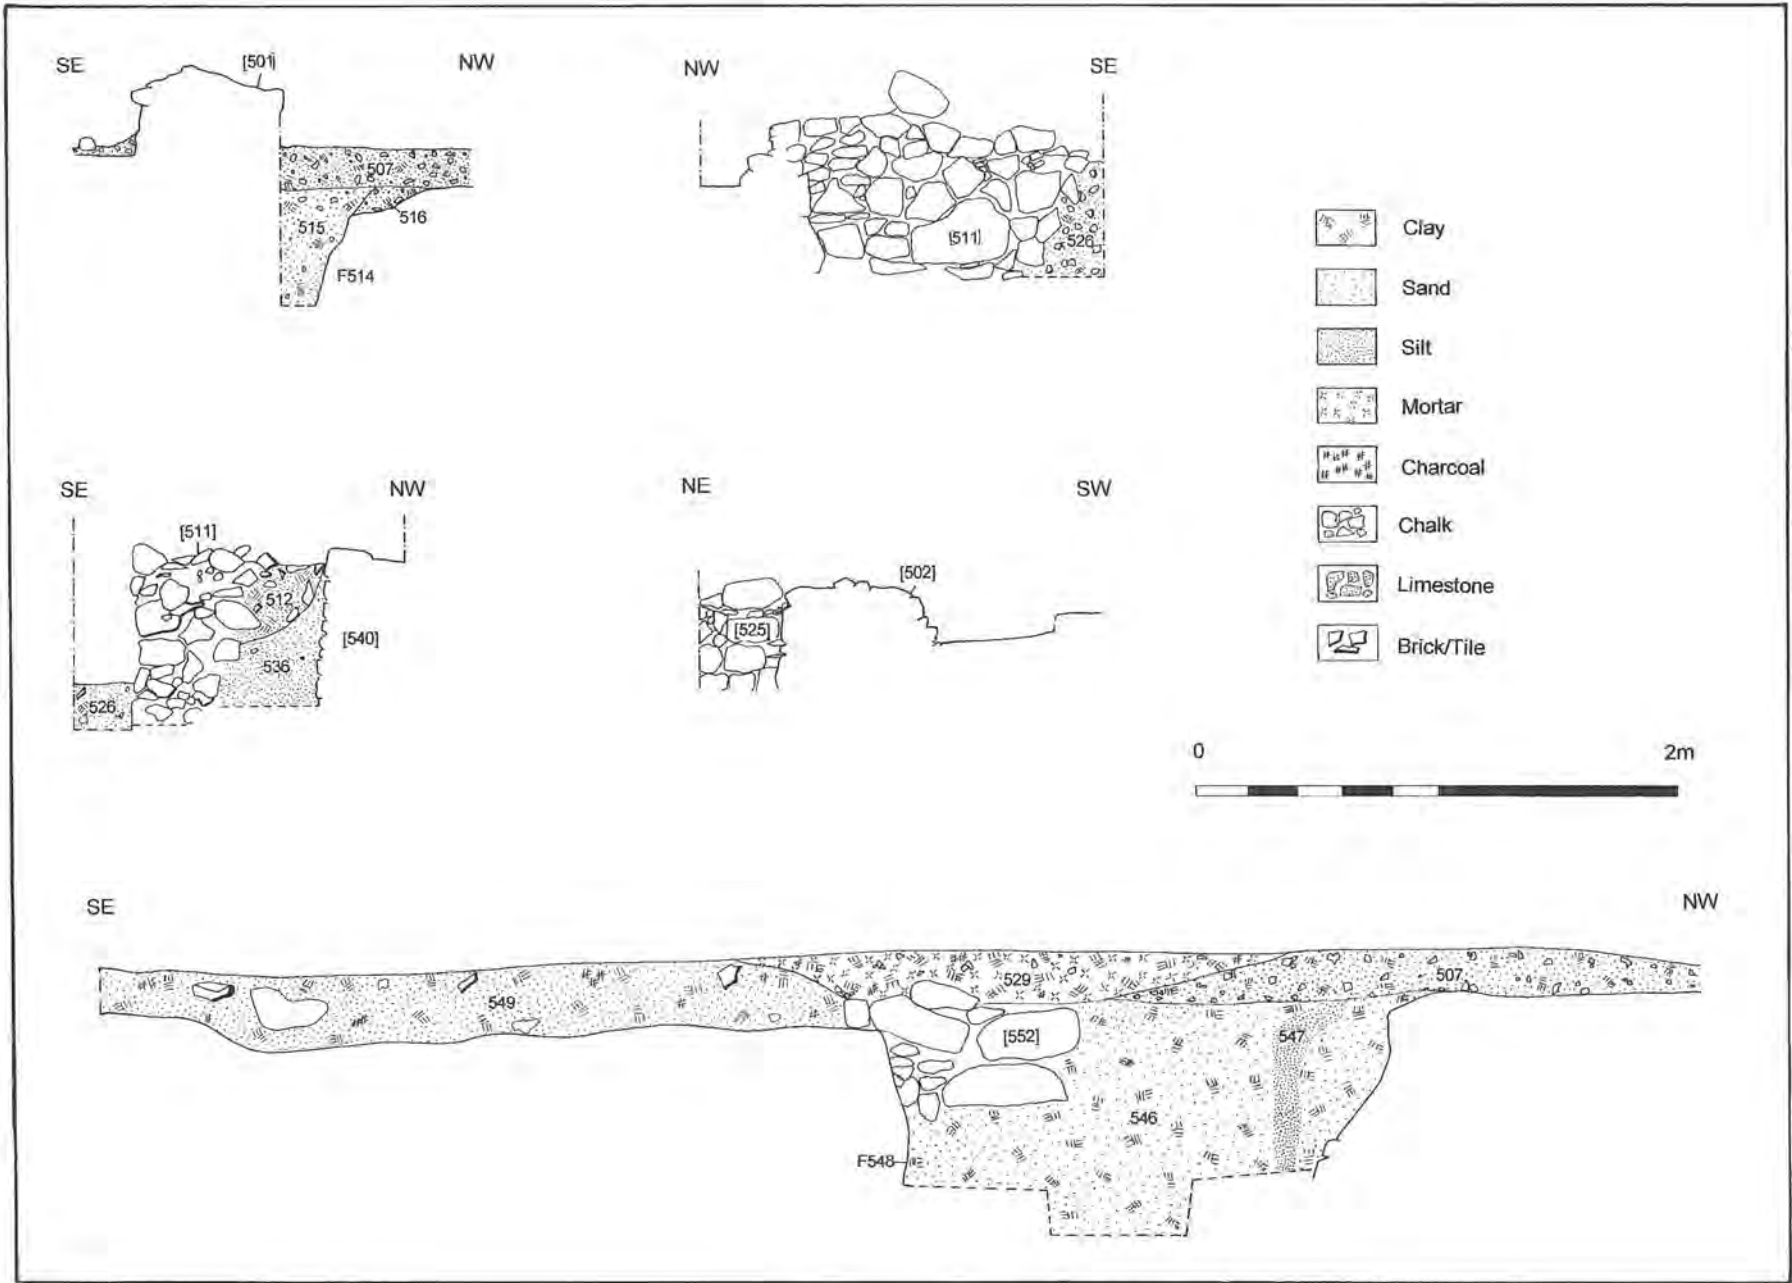 SE
[501]
NW
507
516
515
F514
NW
SE
[511]
526
Clay
Sand
Silt
Mortar
Charcoal
Chalk
Limestone
Brick/Tile
SE
NW
[511]
512
[540]
536
526
NE
SW
[502]
[525]
0
2m
SE
NW
529
507
549
[552]
547
546
F548